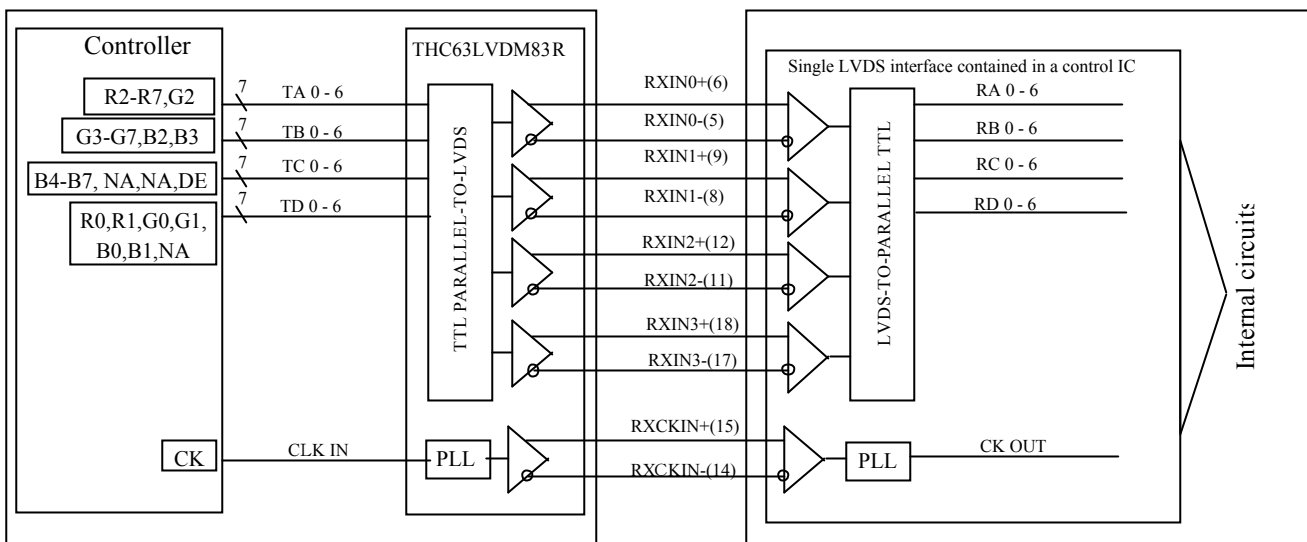 Controller
R2-R7,G2
G3-G7,B2,B3
B4-B7, NA,NA,DE
R0,R1,G0,G1,
B0,B1,NA
CK
7
TA 0 - 6
7
TB 0 - 6
7
TC 0 - 6
7
TD 0 - 6
CLK IN
THC63LVDM83R
TTL PARALLEL-TO-LVDS
PLL
RXIN0+(6)
RXIN0-(5)
RXIN1+(9)
RXIN1-(8)
RXIN2+(12)
RXIN2-(11)
RXIN3+(18)
RXIN3-(17)
RXCKIN+(15)
RXCKIN-(14)
Single LVDS interface contained in a control IC
LVDS-TO-PARALLEL TTL
PLL
RA 0 - 6
RB 0 - 6
RC 0 - 6
RD 0 - 6
CK OUT
Internal circuits